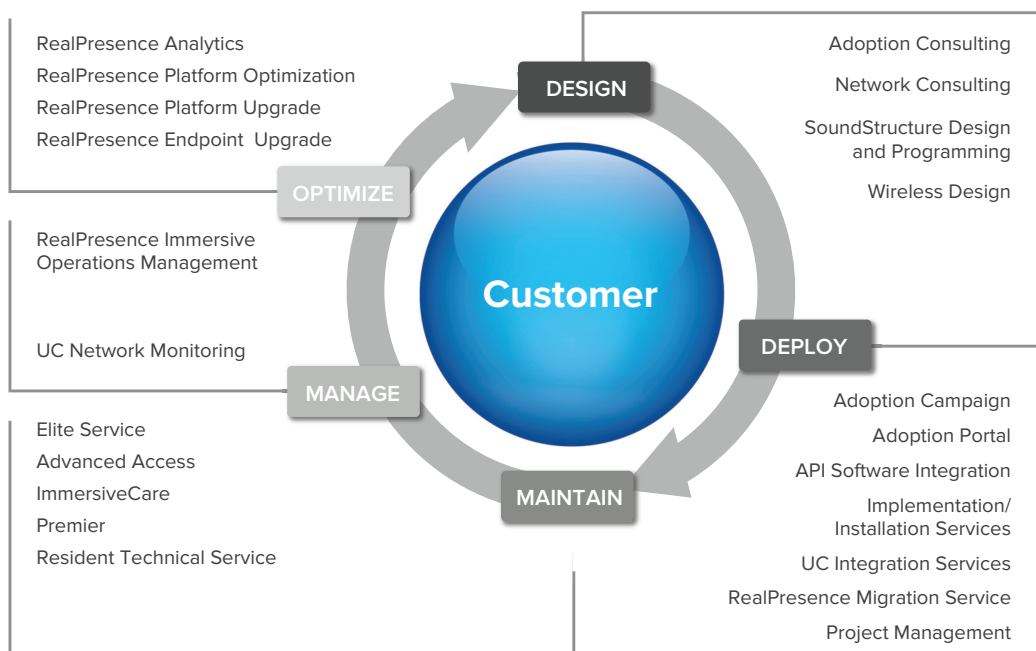 RealPresence Analytics
RealPresence Platform Optimization
RealPresence Platform Upgrade
RealPresence Endpoint Upgrade
OPTIMIZE
DESIGN
Adoption Consulting
Network Consulting
SoundStructure Design
and Programming
Wireless Design
RealPresence Immersive
Operations Management
UC Network Monitoring
MANAGE
Customer
DEPLOY
Adoption Campaign
Adoption Portal
API Software Integration
Implementation/
Installation Services
UC Integration Services
RealPresence Migration Service
Project Management
MAINTAIN
Elite Service
Advanced Access
ImmersiveCare
Premier
Resident Technical Service